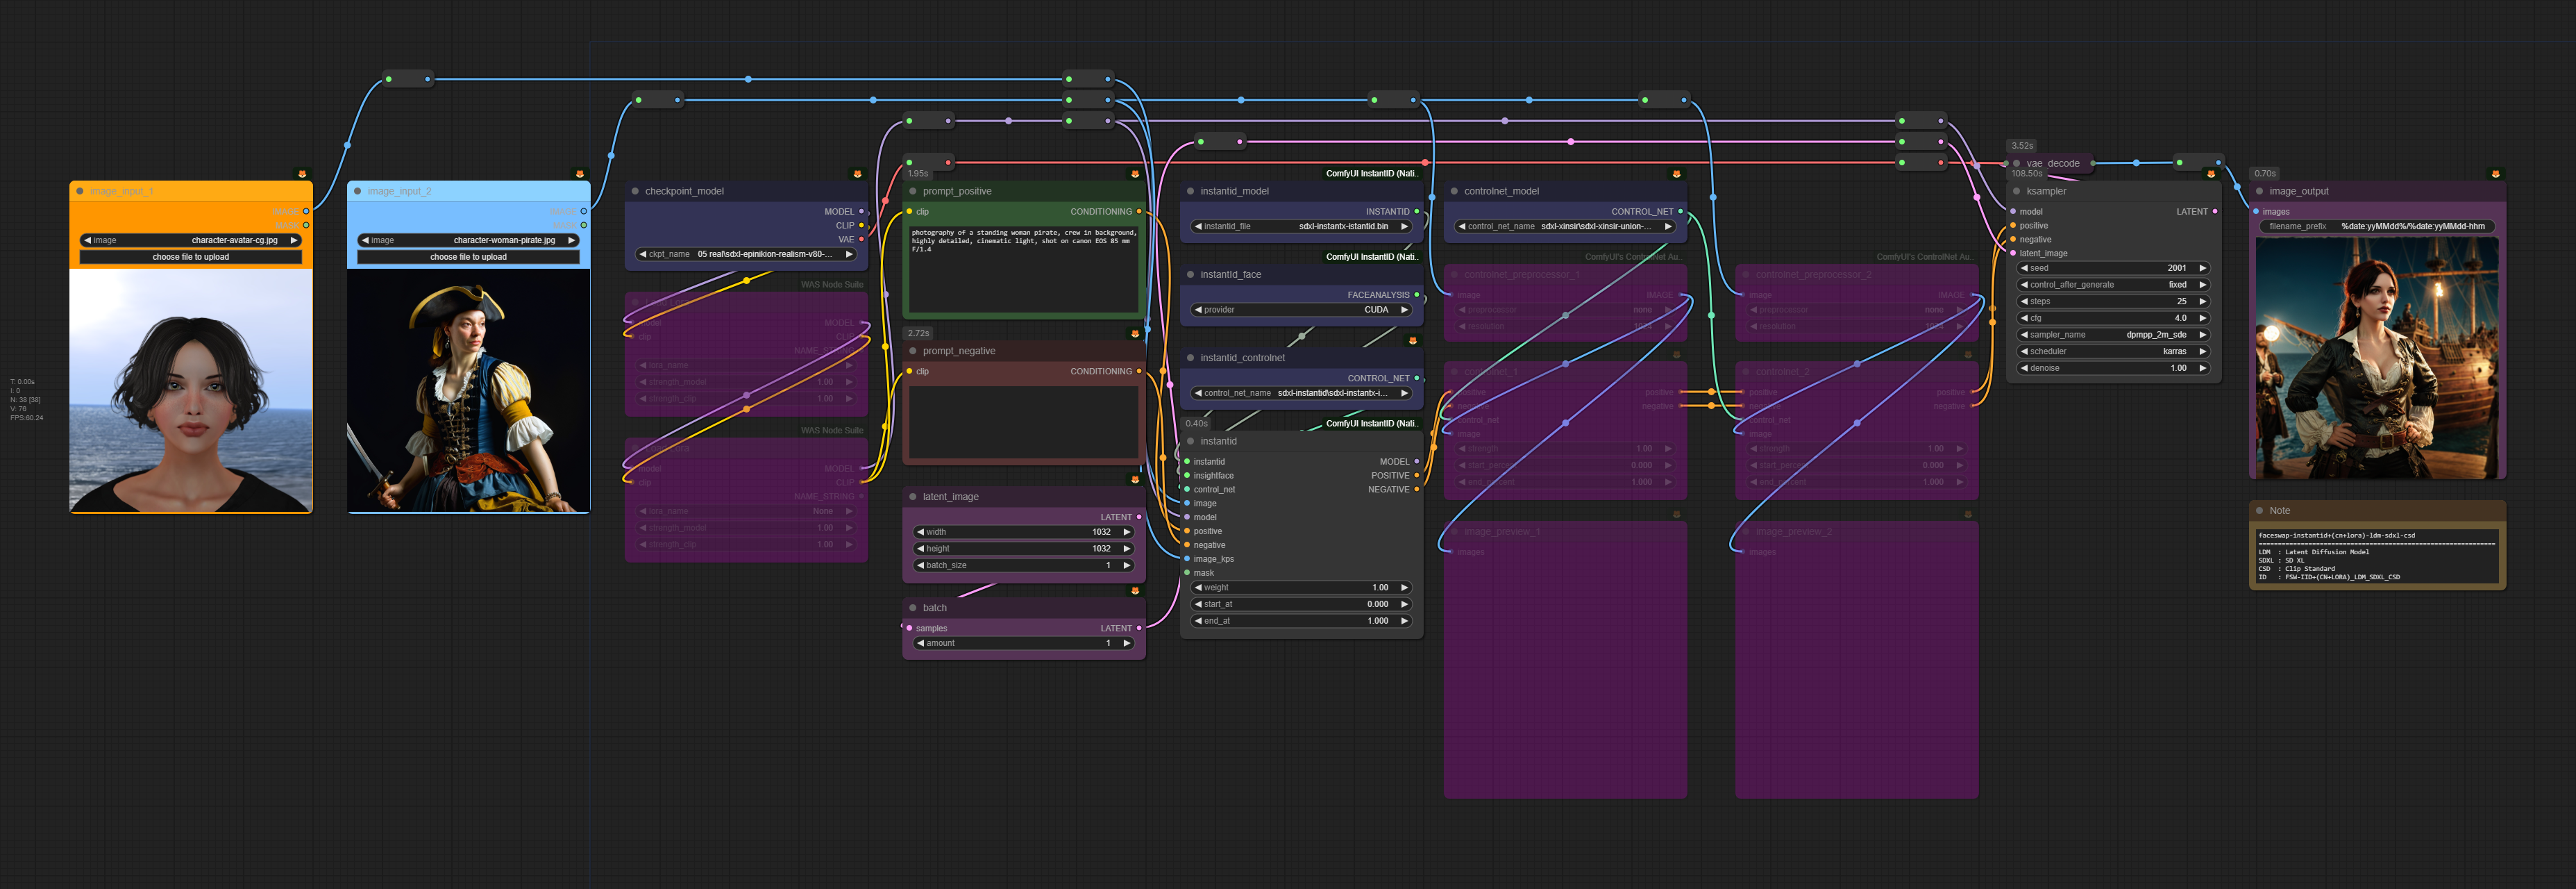 T: 0.00s
I: 0
N: 38 [38]
V: 76
FPS:60.24
image_input_1
IMAGE
MASK
image character-avatar-cg.jpg
choose file to upload
image_input_2
IMAGE
MASK
image character-woman-pirate.jpg
choose file to upload
checkpoint_model
MODEL
CLIP
VAE
ckpt_name 05 real\sdxl-epinikion-realism-v80-...
WAS Node Suite
model MODEL
clip CLIP
NAME_STRING
lora_name
strength_model 1.00
strength_clip 1.00
WAS Node Suite
model MODEL
clip CLIP
NAME_STRING
lora_name None
strength_model 1.00
strength_clip 1.00
1.95s
prompt_positive
clip CONDITIONING
photography of a standing woman pirate, crew in background,
highly detailed, cinematic light, shot on canon EOS 85 mm
F/1.4
2.72s
prompt_negative
clip CONDITIONING
latent_image
LATENT
width 1032
height 1032
batch_size 1
batch
samples LATENT
amount 1
ComfyUI InstantID (Nati..
instantid_model
INSTANTID
instantid_file sdxl-instantx-istantid.bin
ComfyUI InstantID (Nati..
instantID_face
FACEANALYSIS
provider CUDA
instantid_controlnet
CONTROL_NET
control_net_name sdxl-instantid\sdxl-instantx-i...
0.40s
ComfyUI InstantID (Nati..
instantid
instantid MODEL
insightface POSITIVE
control_net NEGATIVE
image
model
positive
negative
image_kps
mask
weight 1.00
start_at 0.000
end_at 1.000
controlnet_model
CONTROL_NET
control_net_name sdxl-xinsir\sdxl-xinsir-union-...
ComfyUI's ControlNet Au..
controlnet_preprocessor_1
image IMAGE
preprocessor none
resolution 1024
controlnet_1
positive positive
negative negative
control_net
image
strength 1.00
start_percent 0.000
end_percent 1.000
image_preview_1
images
ComfyUI's ControlNet Au..
controlnet_preprocessor_2
image IMAGE
preprocessor none
resolution 1024
controlnet_2
positive positive
negative negative
control_net
image
strength 1.00
start_percent 0.000
end_percent 1.000
image_preview_2
images
3.52s
vae_decode
108.50s
ksampler
model LATENT
positive
negative
latent_image
seed 2001
control_after_generate fixed
steps 25
cfg 4.0
sampler_name dpmpp_2m_sde
scheduler karras
denoise 1.00
0.70s
image_output
images
filename_prefix %date:yyMMdd%/%date:yyMMdd-hhm
Note
faceswap-instantid+(cn+lora)-ldm-sdxl-csd
LDM : Latent Diffusion Model
SDXL : SD XL
CSD : Clip Standard
ID : FSW-IID+(CN+LORA)_LDM_SDXL_CSD